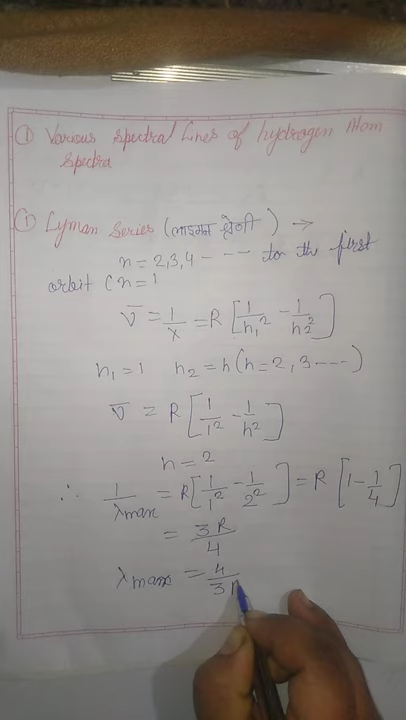 ① Various Spectral Lines of hydrogen Atom
Spectra
① Lyman Series (लाइमन श्रेणी) →
n = 2,3,4 - - - - to the first
orbit (n=1
ν̅ = 1/λ = R[1/n₁² - 1/n₂²]
n₁ = 1 n₂ = n (n = 2, 3 - - -)
ν̅ = R[1/1² - 1/n²]
n = 2
∴ 1/λmax = R[1/1² - 1/2²] = R[1 - 1/4]
= 3R/4
λmax = 4/3R